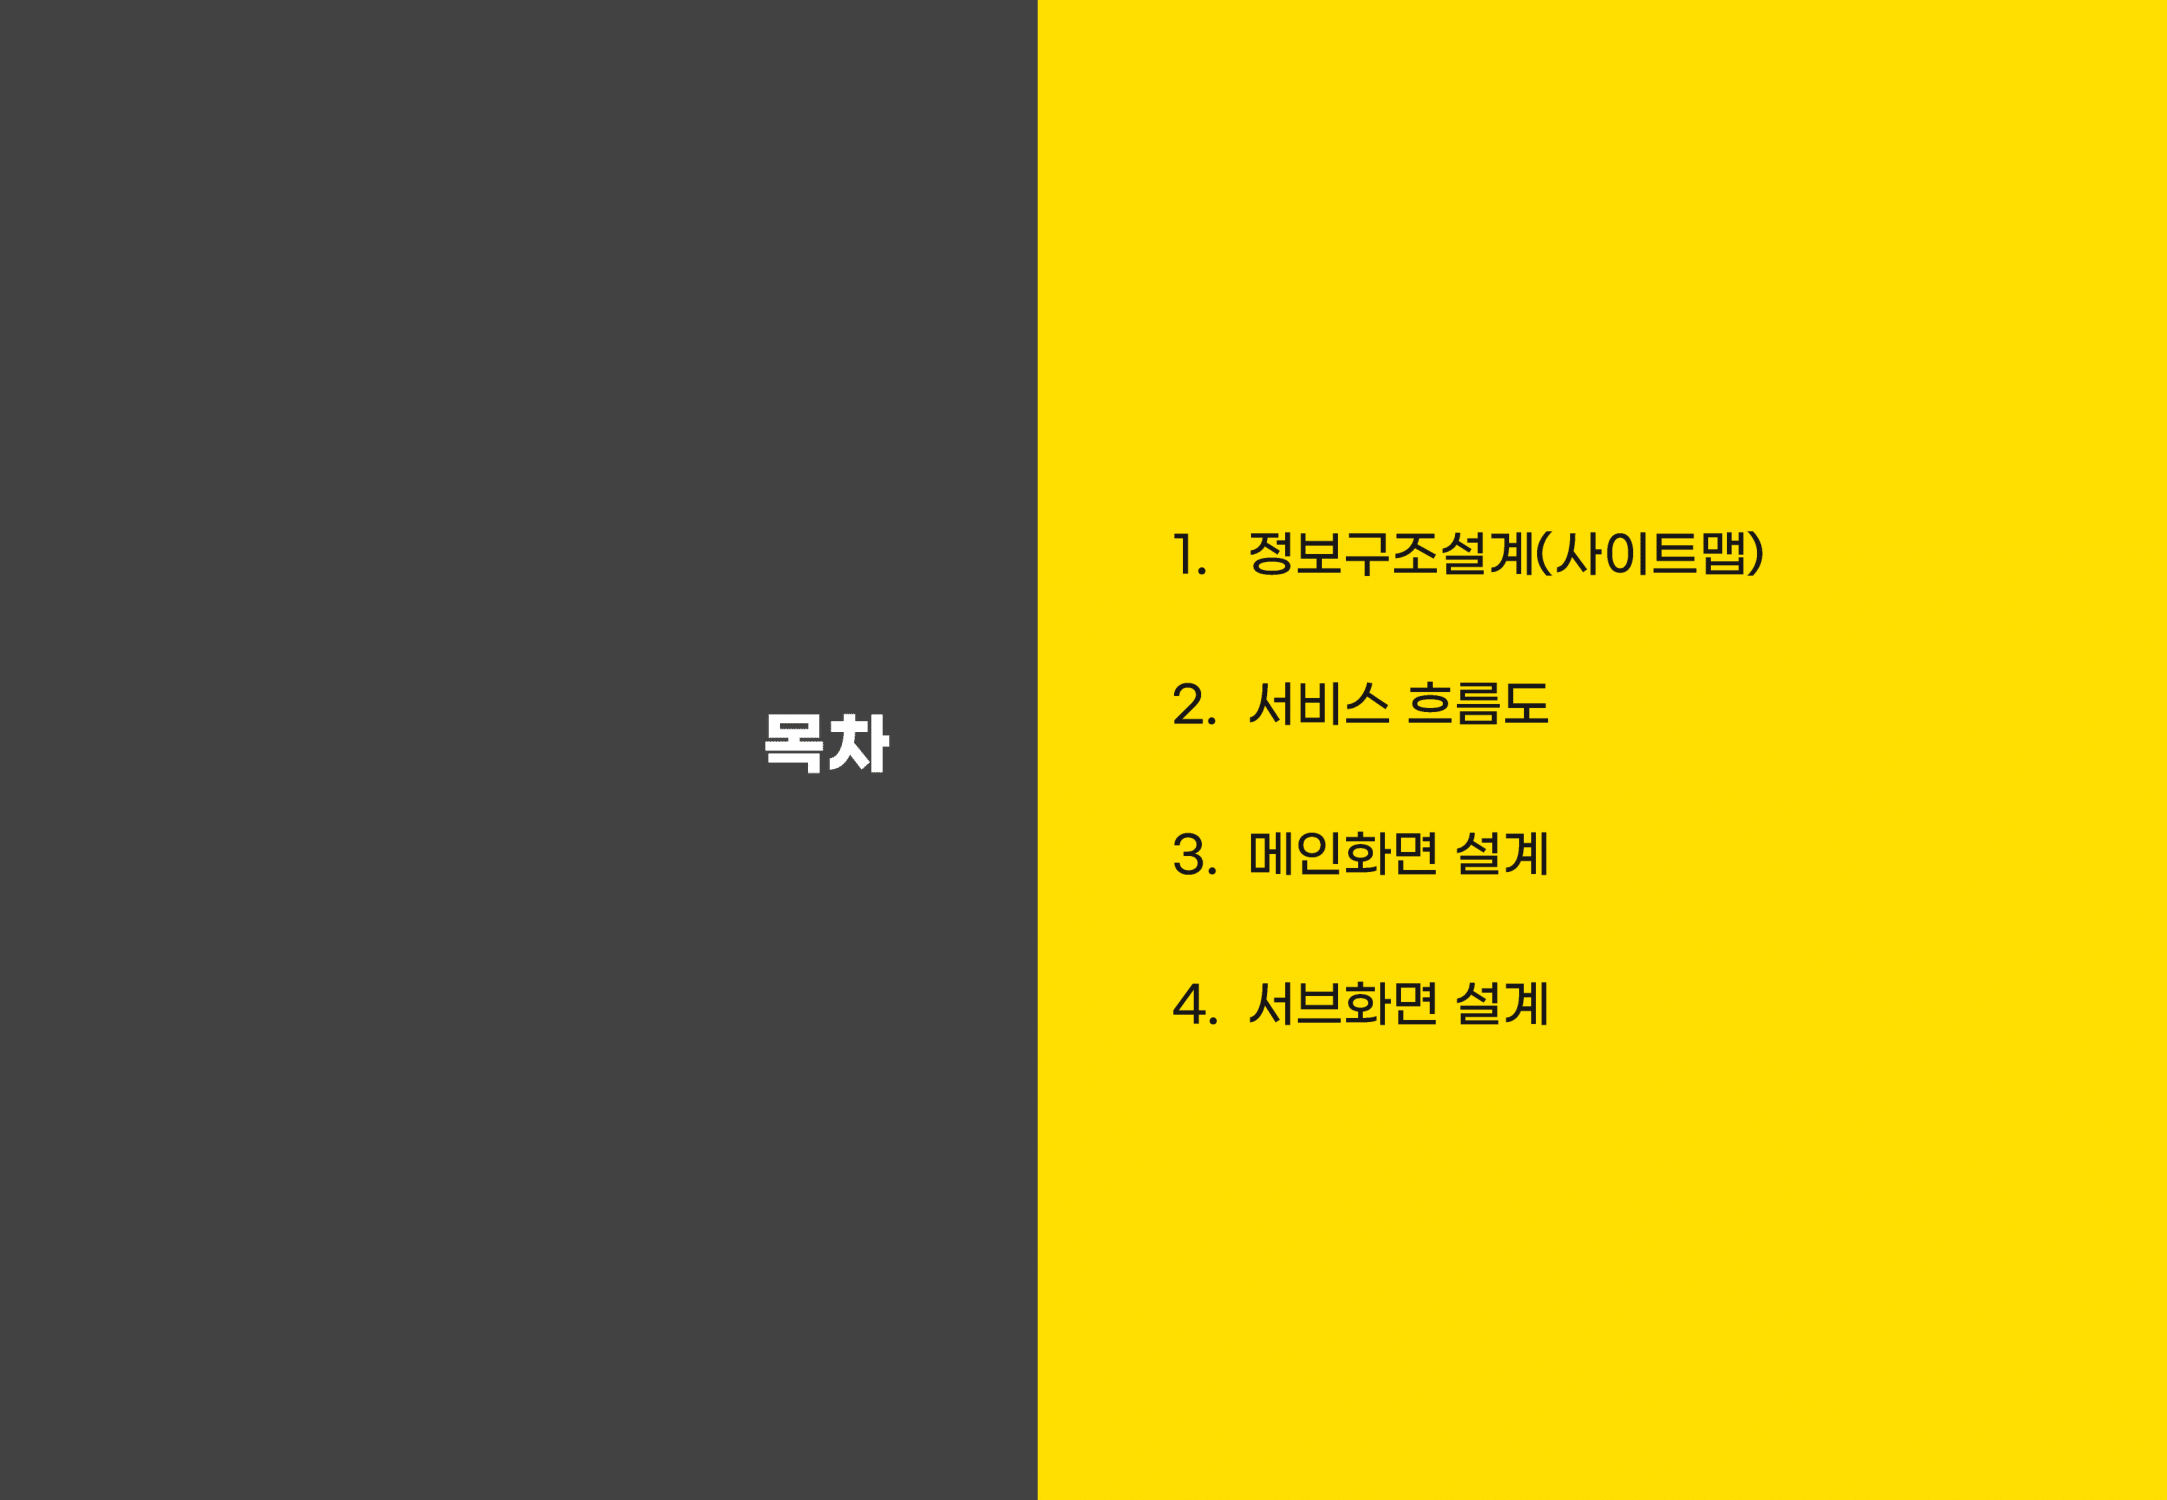 목차
1. 정보구조설계(사이트맵)
2. 서비스 흐름도
3. 메인화면 설계
4. 서브화면 설계